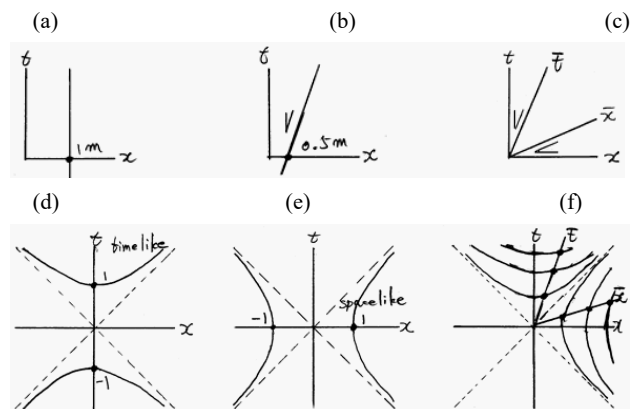 (a)
(b)
(c)
t
1m
x
t
V
0.5m
x
t
t̄
V
x̄
V
x
(d)
(e)
(f)
t
timelike
1
x
-1
t
spacelike
-1
1
x
t
t̄
x̄
x